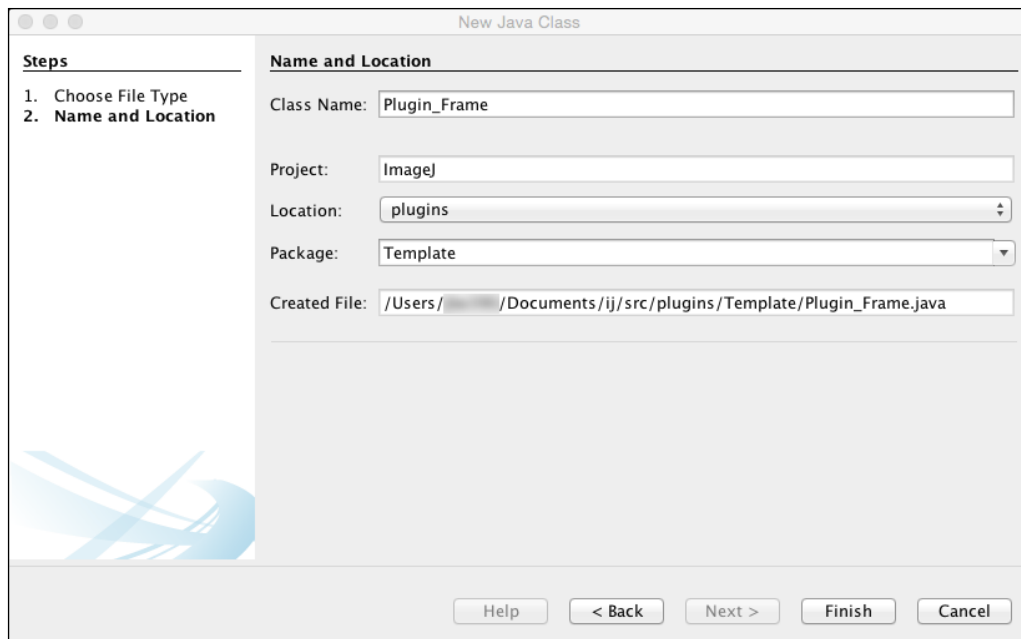 New Java Class
Steps
1. Choose File Type
2. Name and Location
Name and Location
Class Name: Plugin_Frame
Project: ImageJ
Location: plugins
Package: Template
Created File: /Users/ /Documents/ij/src/plugins/Template/Plugin_Frame.java
Help < Back Next > Finish Cancel